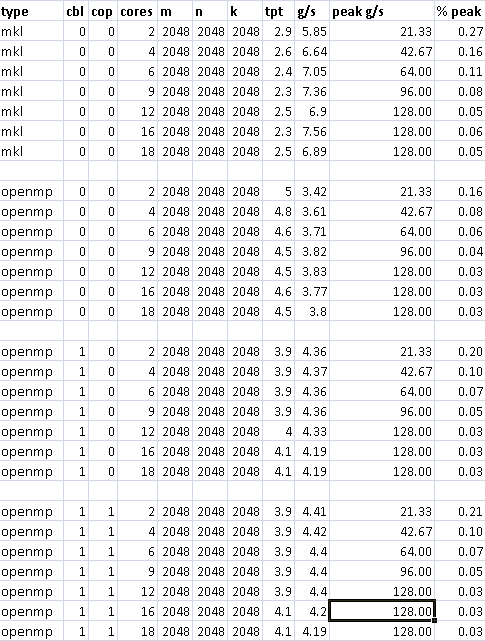 type cbl cop cores m n k tpt g/s peak g/s % peak
mkl 0 0 2 2048 2048 2048 2.9 5.85 21.33 0.27
mkl 0 0 4 2048 2048 2048 2.6 6.64 42.67 0.16
mkl 0 0 6 2048 2048 2048 2.4 7.05 64.00 0.11
mkl 0 0 9 2048 2048 2048 2.3 7.36 96.00 0.08
mkl 0 0 12 2048 2048 2048 2.5 6.9 128.00 0.05
mkl 0 0 16 2048 2048 2048 2.3 7.56 128.00 0.06
mkl 0 0 18 2048 2048 2048 2.5 6.89 128.00 0.05
openmp 0 0 2 2048 2048 2048 5 3.42 21.33 0.16
openmp 0 0 4 2048 2048 2048 4.8 3.61 42.67 0.08
openmp 0 0 6 2048 2048 2048 4.6 3.71 64.00 0.06
openmp 0 0 9 2048 2048 2048 4.5 3.82 96.00 0.04
openmp 0 0 12 2048 2048 2048 4.5 3.83 128.00 0.03
openmp 0 0 16 2048 2048 2048 4.6 3.77 128.00 0.03
openmp 0 0 18 2048 2048 2048 4.5 3.8 128.00 0.03
openmp 1 0 2 2048 2048 2048 3.9 4.36 21.33 0.20
openmp 1 0 4 2048 2048 2048 3.9 4.37 42.67 0.10
openmp 1 0 6 2048 2048 2048 3.9 4.36 64.00 0.07
openmp 1 0 9 2048 2048 2048 3.9 4.36 96.00 0.05
openmp 1 0 12 2048 2048 2048 4 4.33 128.00 0.03
openmp 1 0 16 2048 2048 2048 4.1 4.19 128.00 0.03
openmp 1 0 18 2048 2048 2048 4.1 4.19 128.00 0.03
openmp 1 1 2 2048 2048 2048 3.9 4.41 21.33 0.21
openmp 1 1 4 2048 2048 2048 3.9 4.42 42.67 0.10
openmp 1 1 6 2048 2048 2048 3.9 4.4 64.00 0.07
openmp 1 1 9 2048 2048 2048 3.9 4.4 96.00 0.05
openmp 1 1 12 2048 2048 2048 3.9 4.4 128.00 0.03
openmp 1 1 16 2048 2048 2048 4.1 4.2 128.00 0.03
openmp 1 1 18 2048 2048 2048 4.1 4.19 128.00 0.03